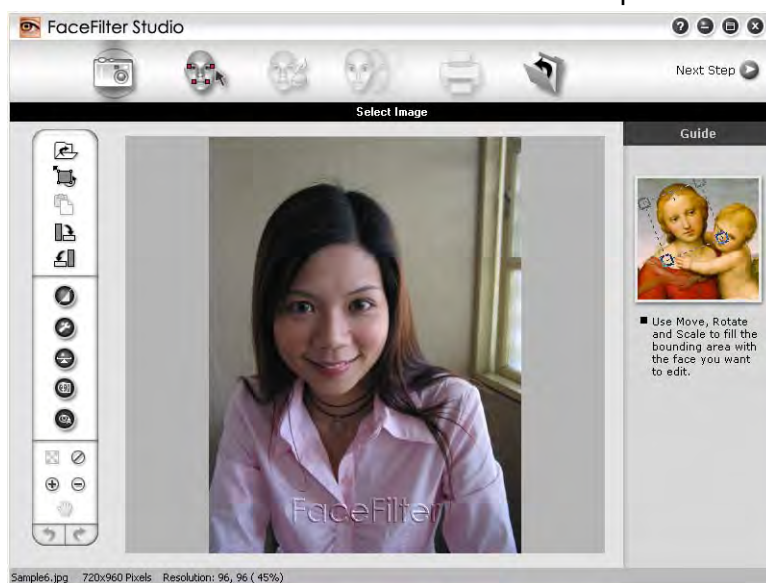 FaceFilter Studio
Next Step
Select Image
Guide
Use Move, Rotate
and Scale to fill the
bounding area with
the face you want
to edit.
FaceFilter
Sample6.jpg 720x960 Pixels Resolution: 96, 96 ( 45%)